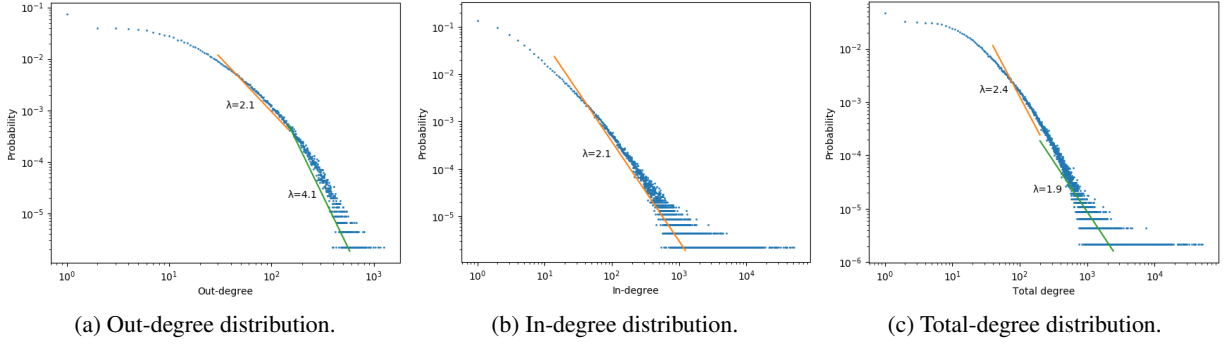 10⁻¹
10⁻²
10⁻³
10⁻⁴
10⁻⁵
Probability
λ=2.1
λ=4.1
10⁰ 10¹ 10² 10³
Out-degree
(a) Out-degree distribution.
10⁻¹
10⁻²
10⁻³
10⁻⁴
10⁻⁵
10⁻⁶
Probability
λ=2.1
10⁰ 10¹ 10² 10³ 10⁴
In-degree
(b) In-degree distribution.
10⁻²
10⁻³
10⁻⁴
10⁻⁵
10⁻⁶
Probability
λ=2.4
λ=1.9
10⁰ 10¹ 10² 10³ 10⁴
Total degree
(c) Total-degree distribution.